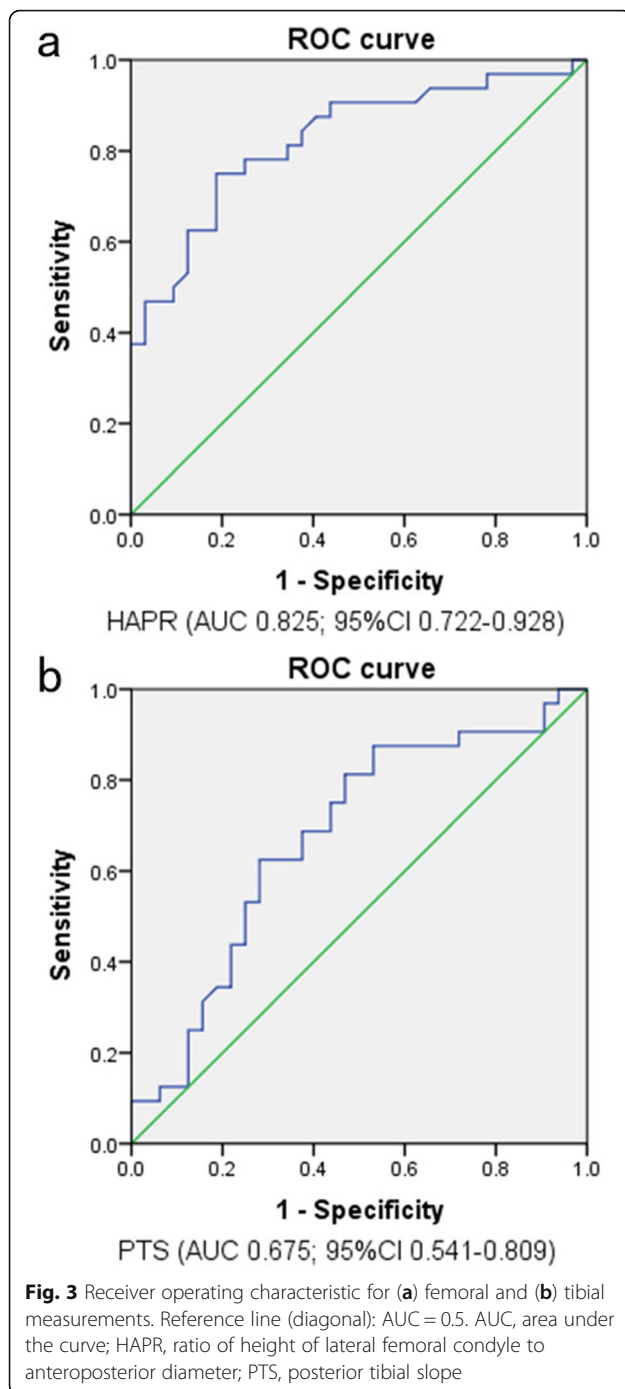 a
ROC curve
1.0
0.8
0.6
0.4
0.2
0.0
Sensitivity
0.0 0.2 0.4 0.6 0.8 1.0
1 - Specificity
HAPR (AUC 0.825; 95%CI 0.722-0.928)
b
ROC curve
1.0
0.8
0.6
0.4
0.2
0.0
Sensitivity
0.0 0.2 0.4 0.6 0.8 1.0
1 - Specificity
PTS (AUC 0.675; 95%CI 0.541-0.809)
Fig. 3 Receiver operating characteristic for (a) femoral and (b) tibial
measurements. Reference line (diagonal): AUC = 0.5. AUC, area under
the curve; HAPR, ratio of height of lateral femoral condyle to
anteroposterior diameter; PTS, posterior tibial slope